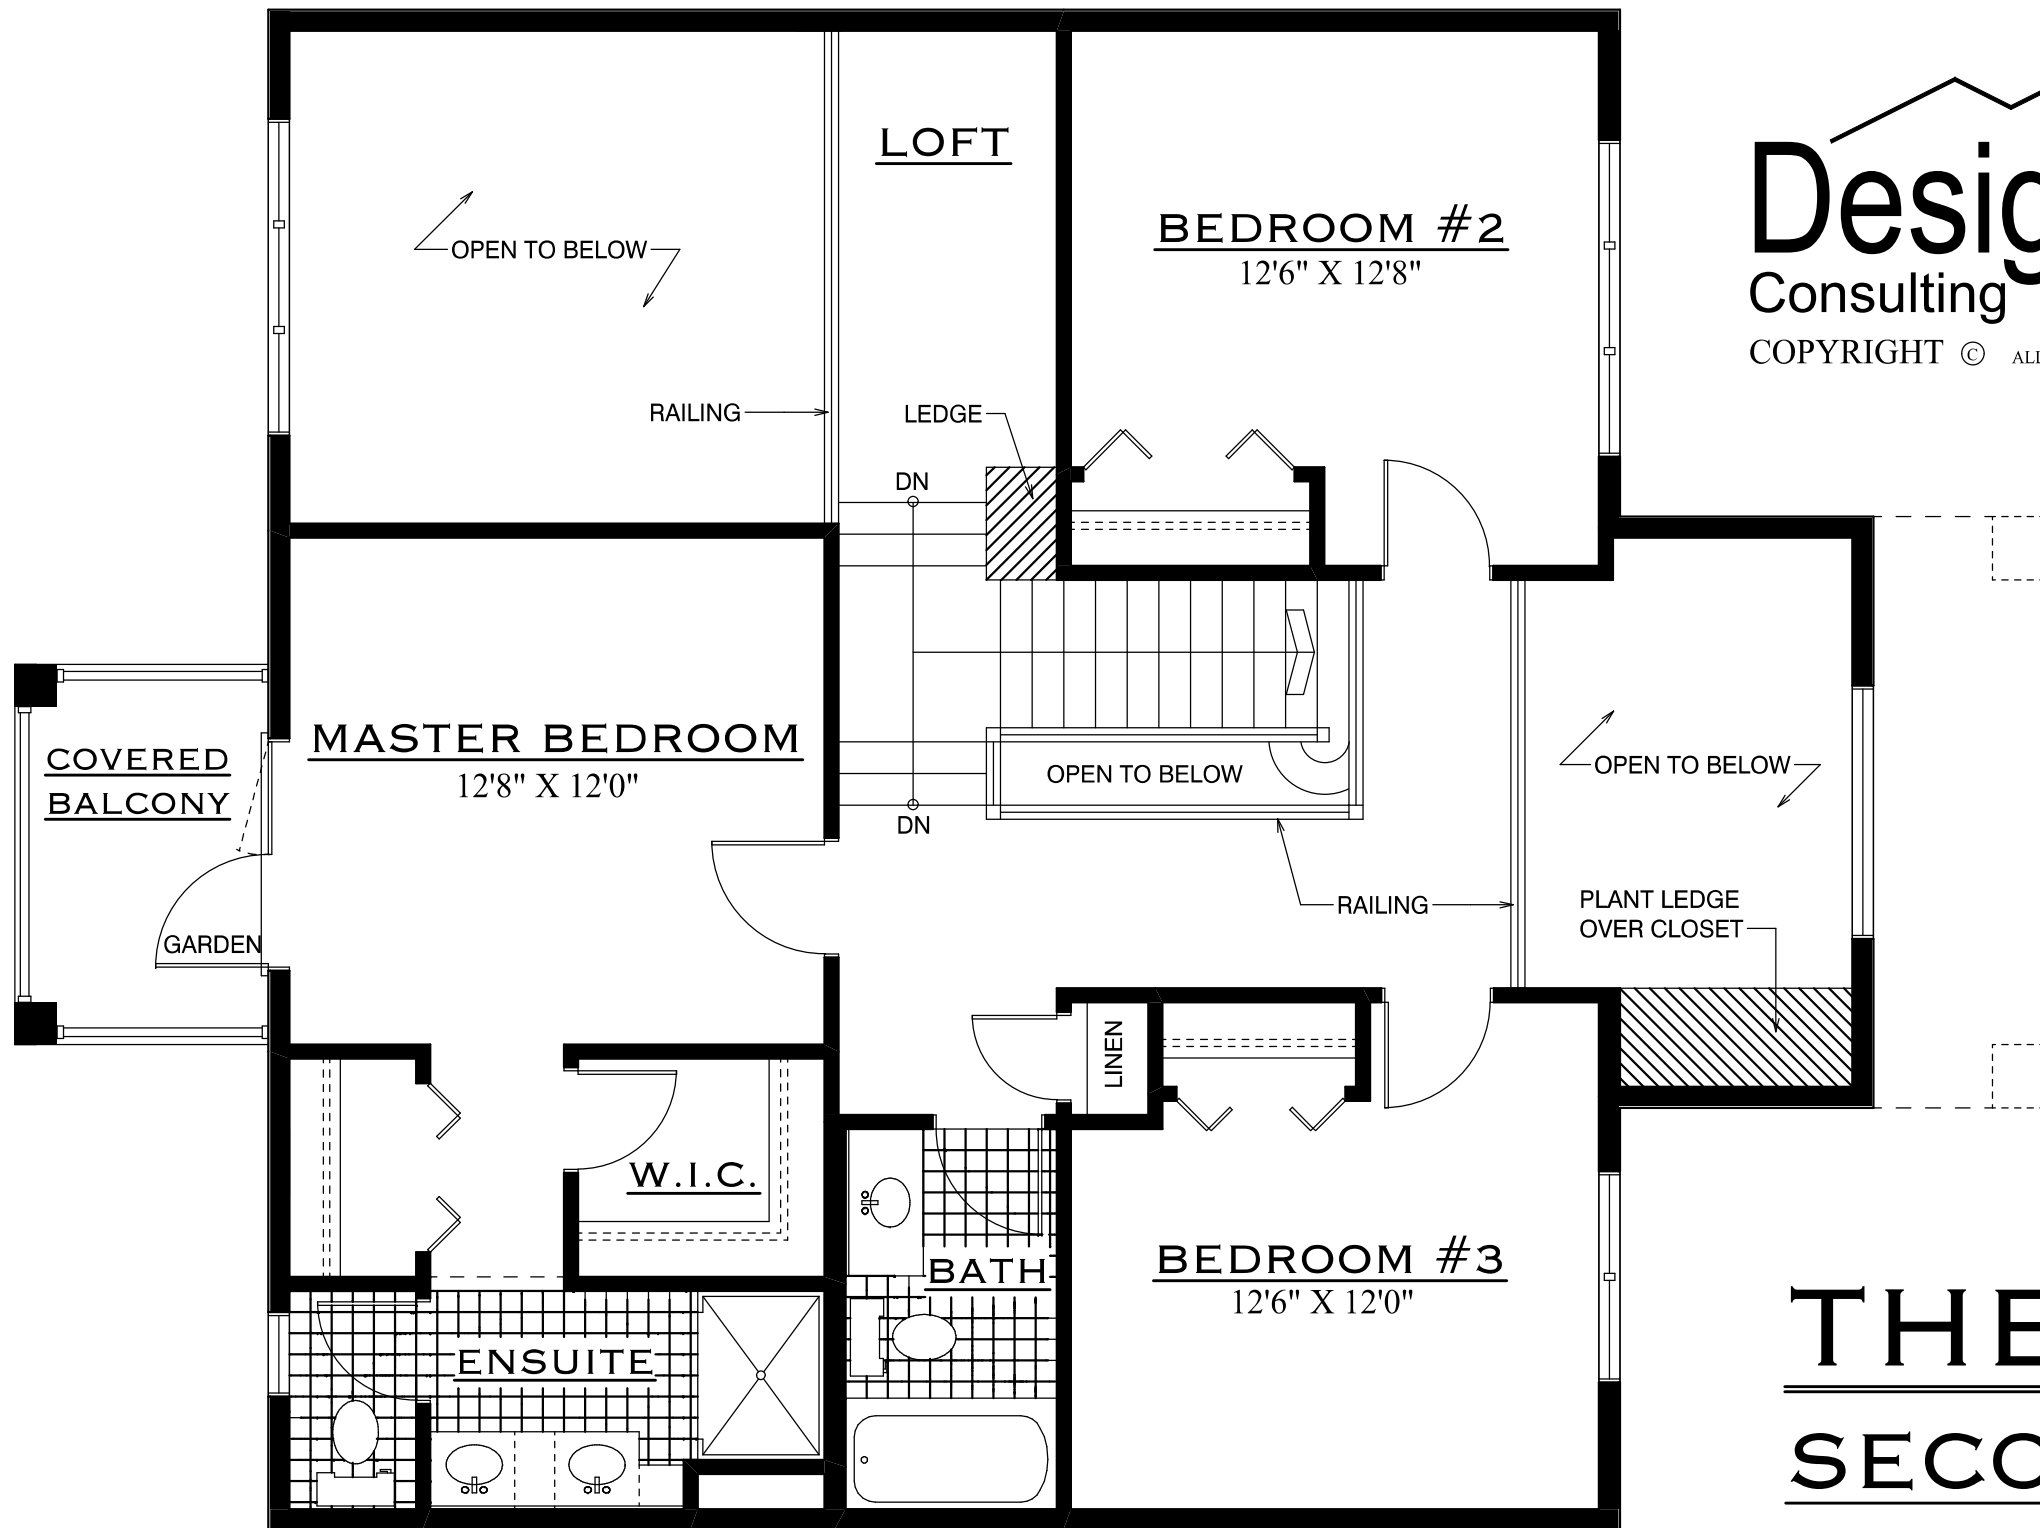 LOFT
BEDROOM #2
12'6" X 12'8"
OPEN TO BELOW
Desig
Consulting
COPYRIGHT © ALL
RAILING
LEDGE
DN
MASTER BEDROOM
12'8" X 12'0"
COVERED
BALCONY
OPEN TO BELOW
DN
OPEN TO BELOW
GARDEN
RAILING
PLANT LEDGE
OVER CLOSET
LINEN
W.I.C.
BATH
BEDROOM #3
12'6" X 12'0"
ENSUITE
THE
SECO